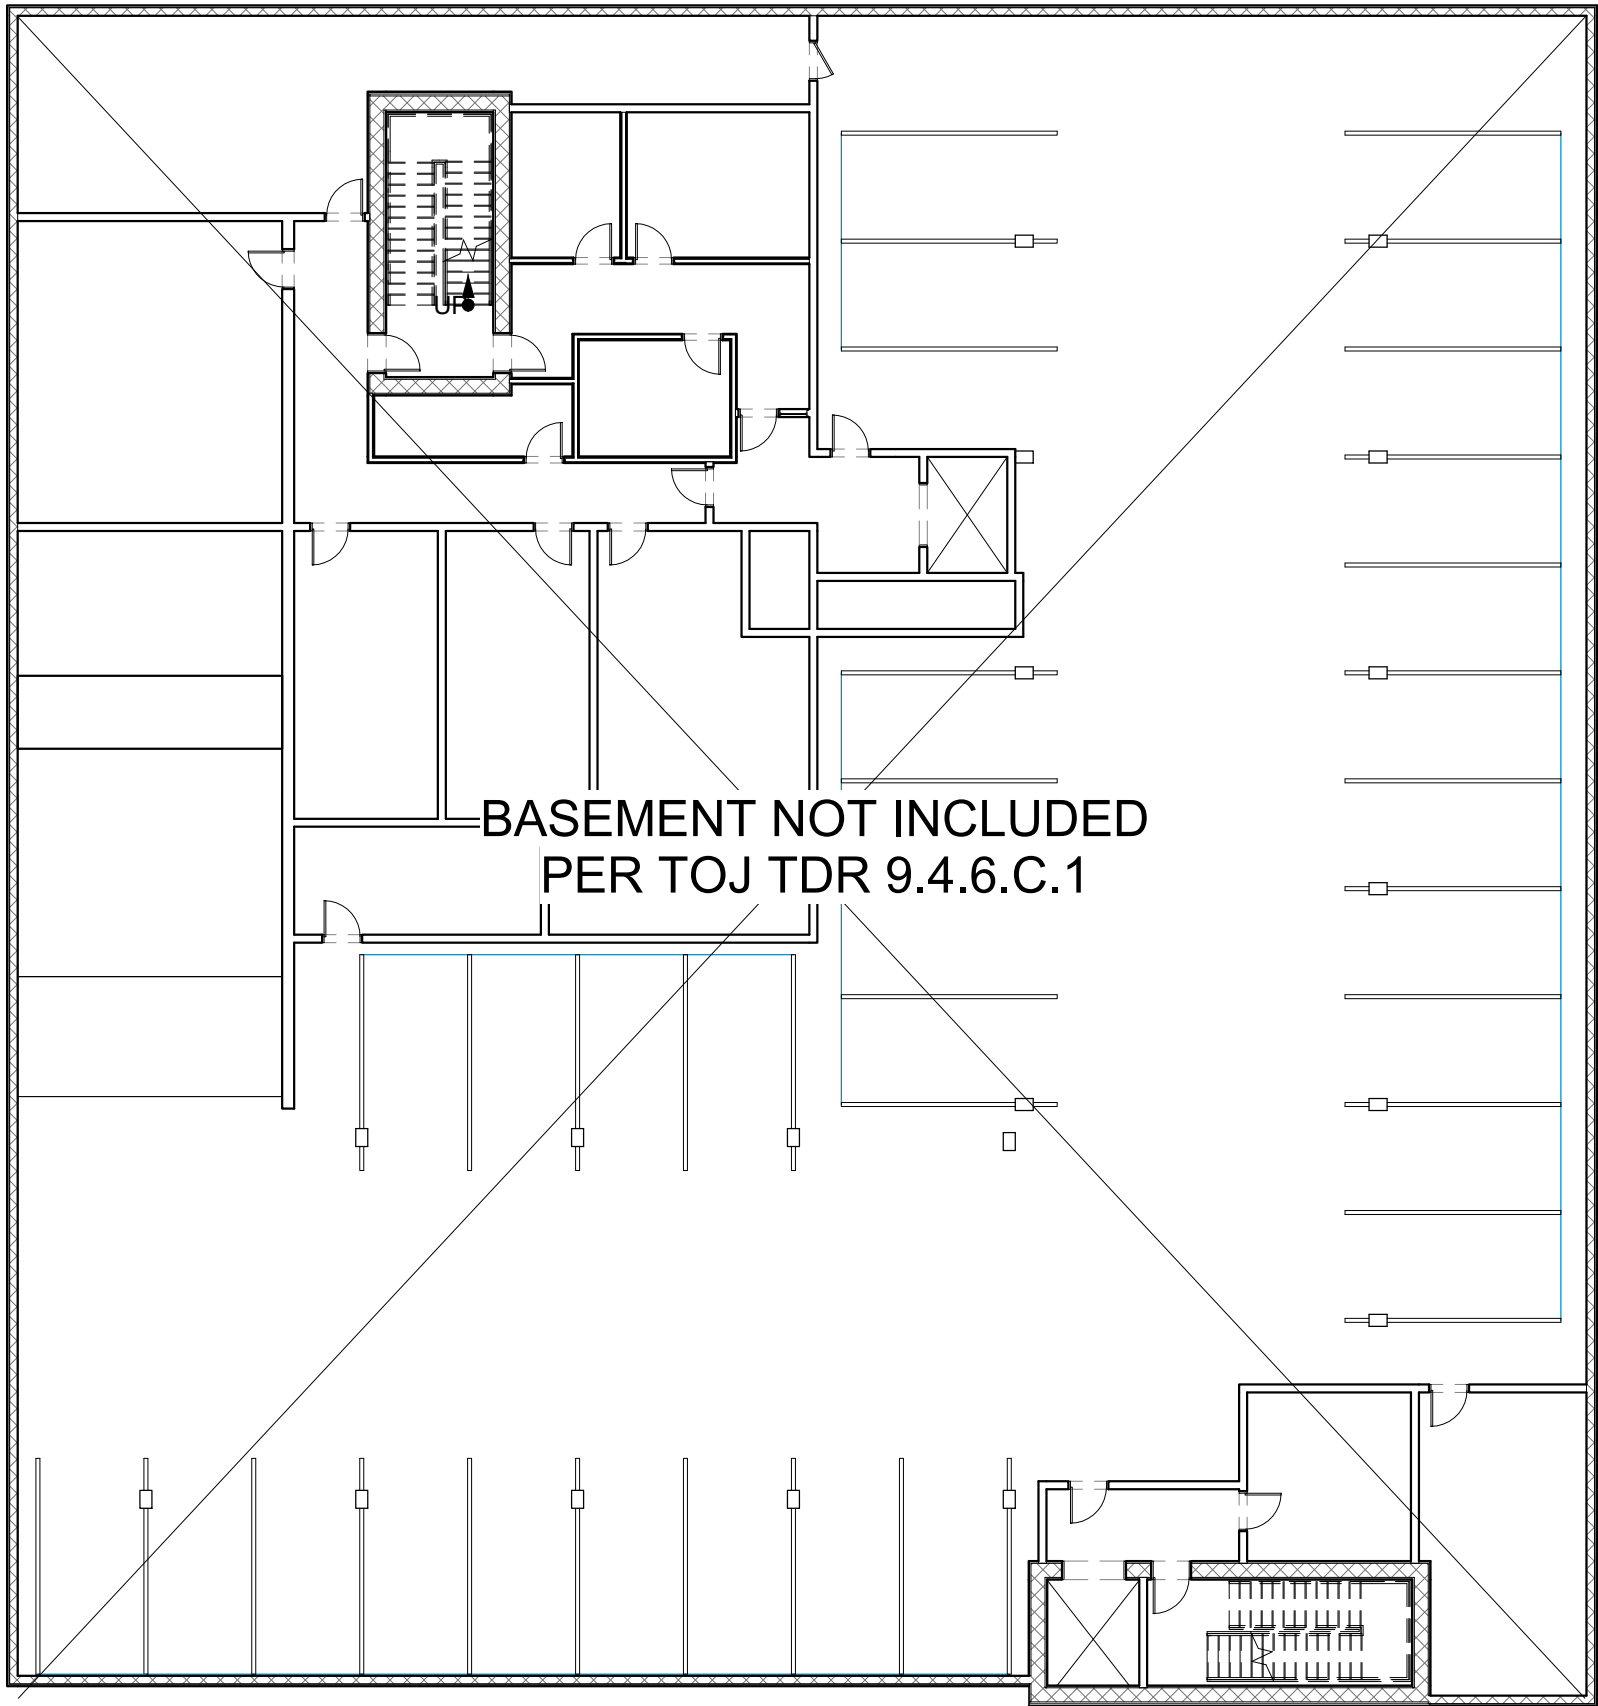 UP
BASEMENT NOT INCLUDED
PER TOJ TDR 9.4.6.C.1